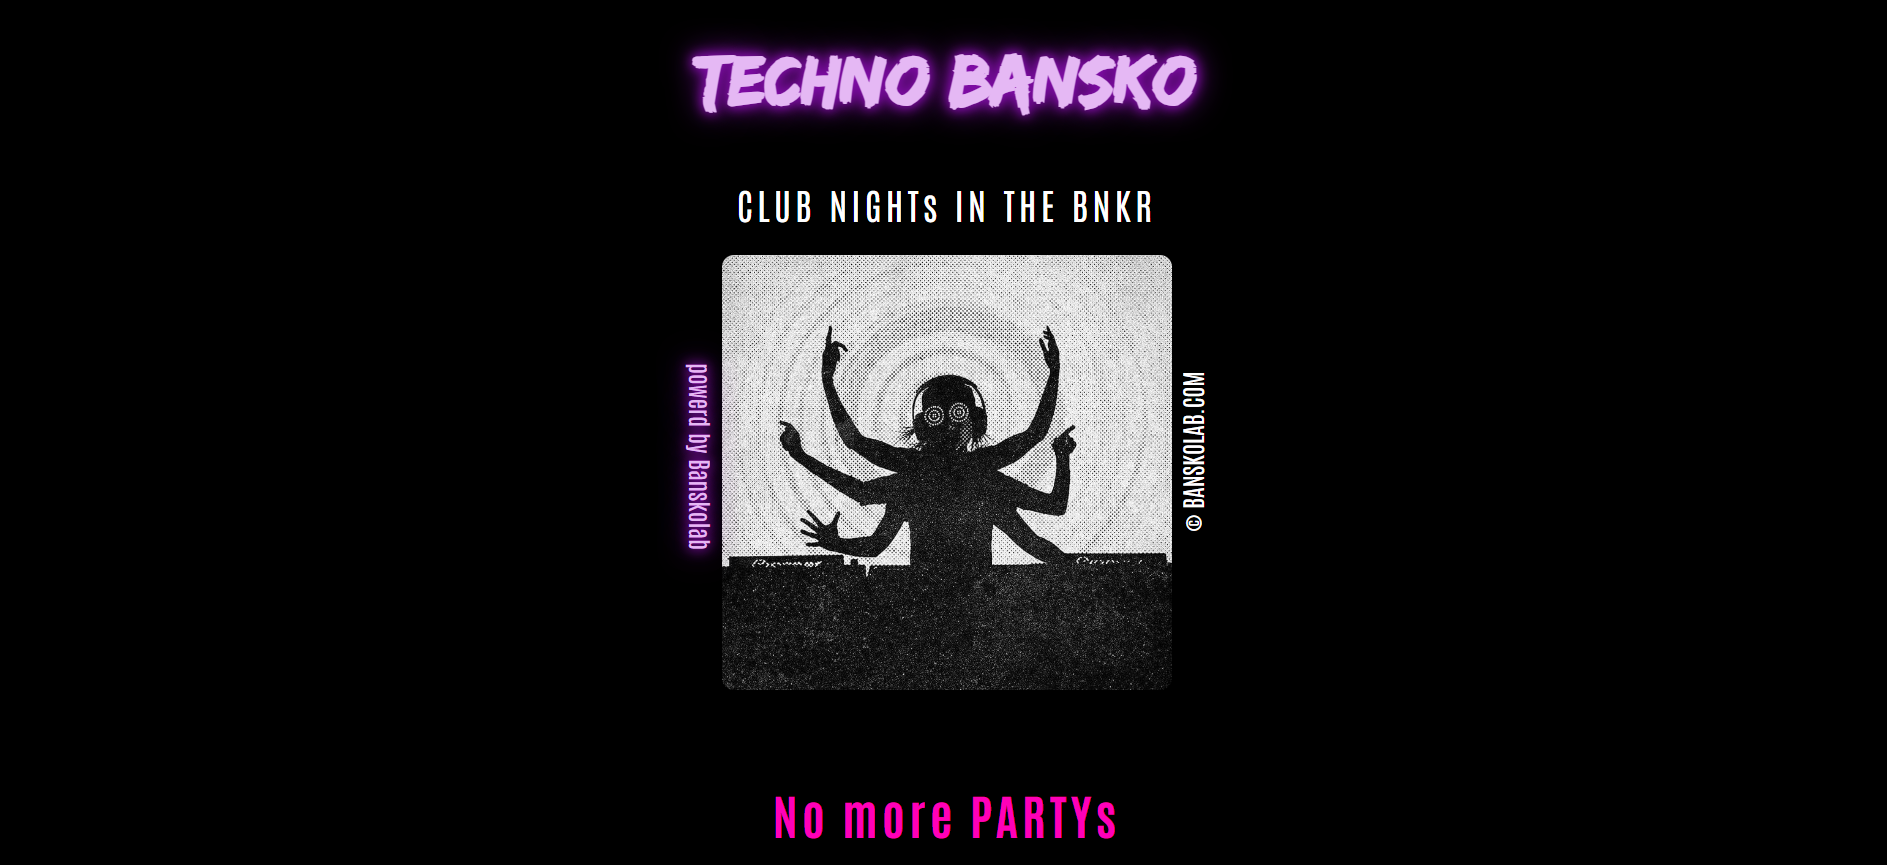 TECHNO BANSKO
CLUB NIGHTs IN THE BNKR
powerd by Banskolab
© BANSKOLAB.COM
No more PARTYs